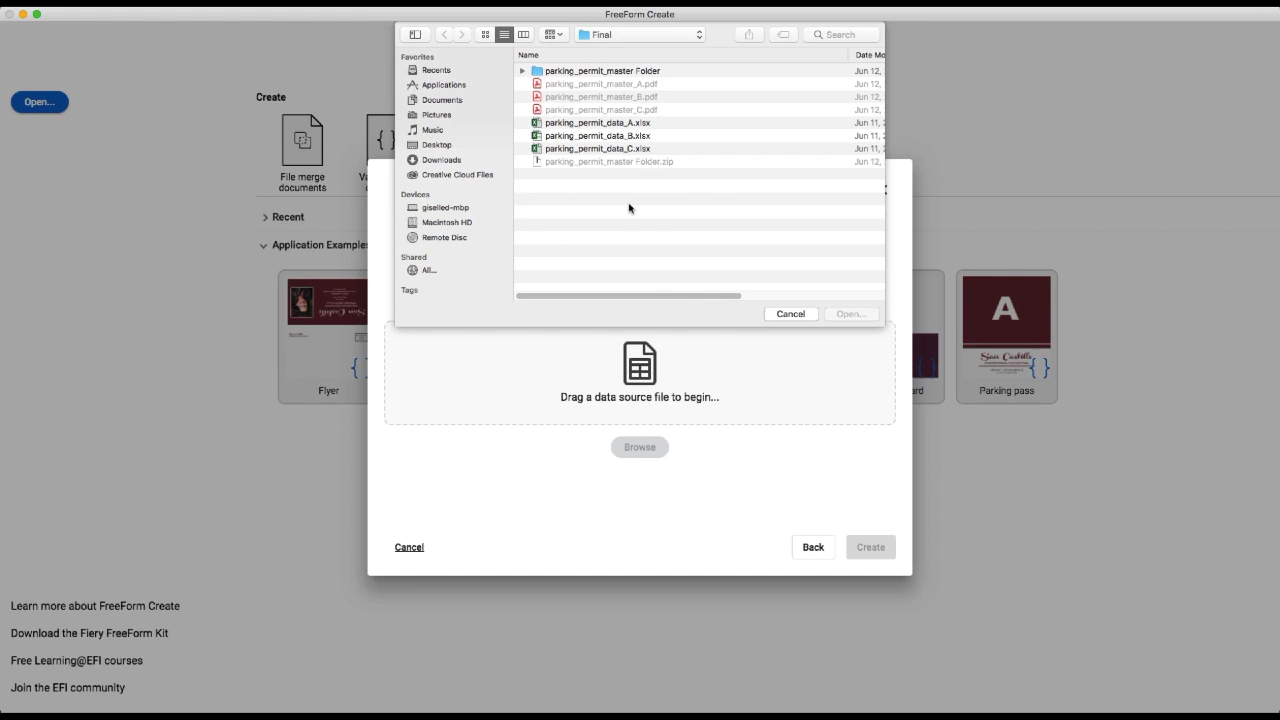 FreeForm Create
Final
Search
Favorites
Recents
Applications
Documents
Pictures
Music
Desktop
Downloads
Creative Cloud Files
Devices
giselled-mbp
Macintosh HD
Remote Disc
Shared
All...
Tags
Name
Date Mo
parking_permit_master Folder
Jun 12,
parking_permit_master_A.pdf
Jun 12,
parking_permit_master_B.pdf
Jun 12,
parking_permit_master_C.pdf
Jun 12,
parking_permit_data_A.xlsx
Jun 11, 2
parking_permit_data_B.xlsx
Jun 11, 2
parking_permit_data_C.xlsx
Jun 11, 2
parking_permit_master Folder.zip
Jun 12,
Cancel
Open...
Open...
Create
File merge
documents
Recent
Application Examples
Flyer
A
Parking pass
Drag a data source file to begin...
Browse
Cancel
Back
Create
Learn more about FreeForm Create
Download the Fiery FreeForm Kit
Free Learning@EFI courses
Join the EFI community